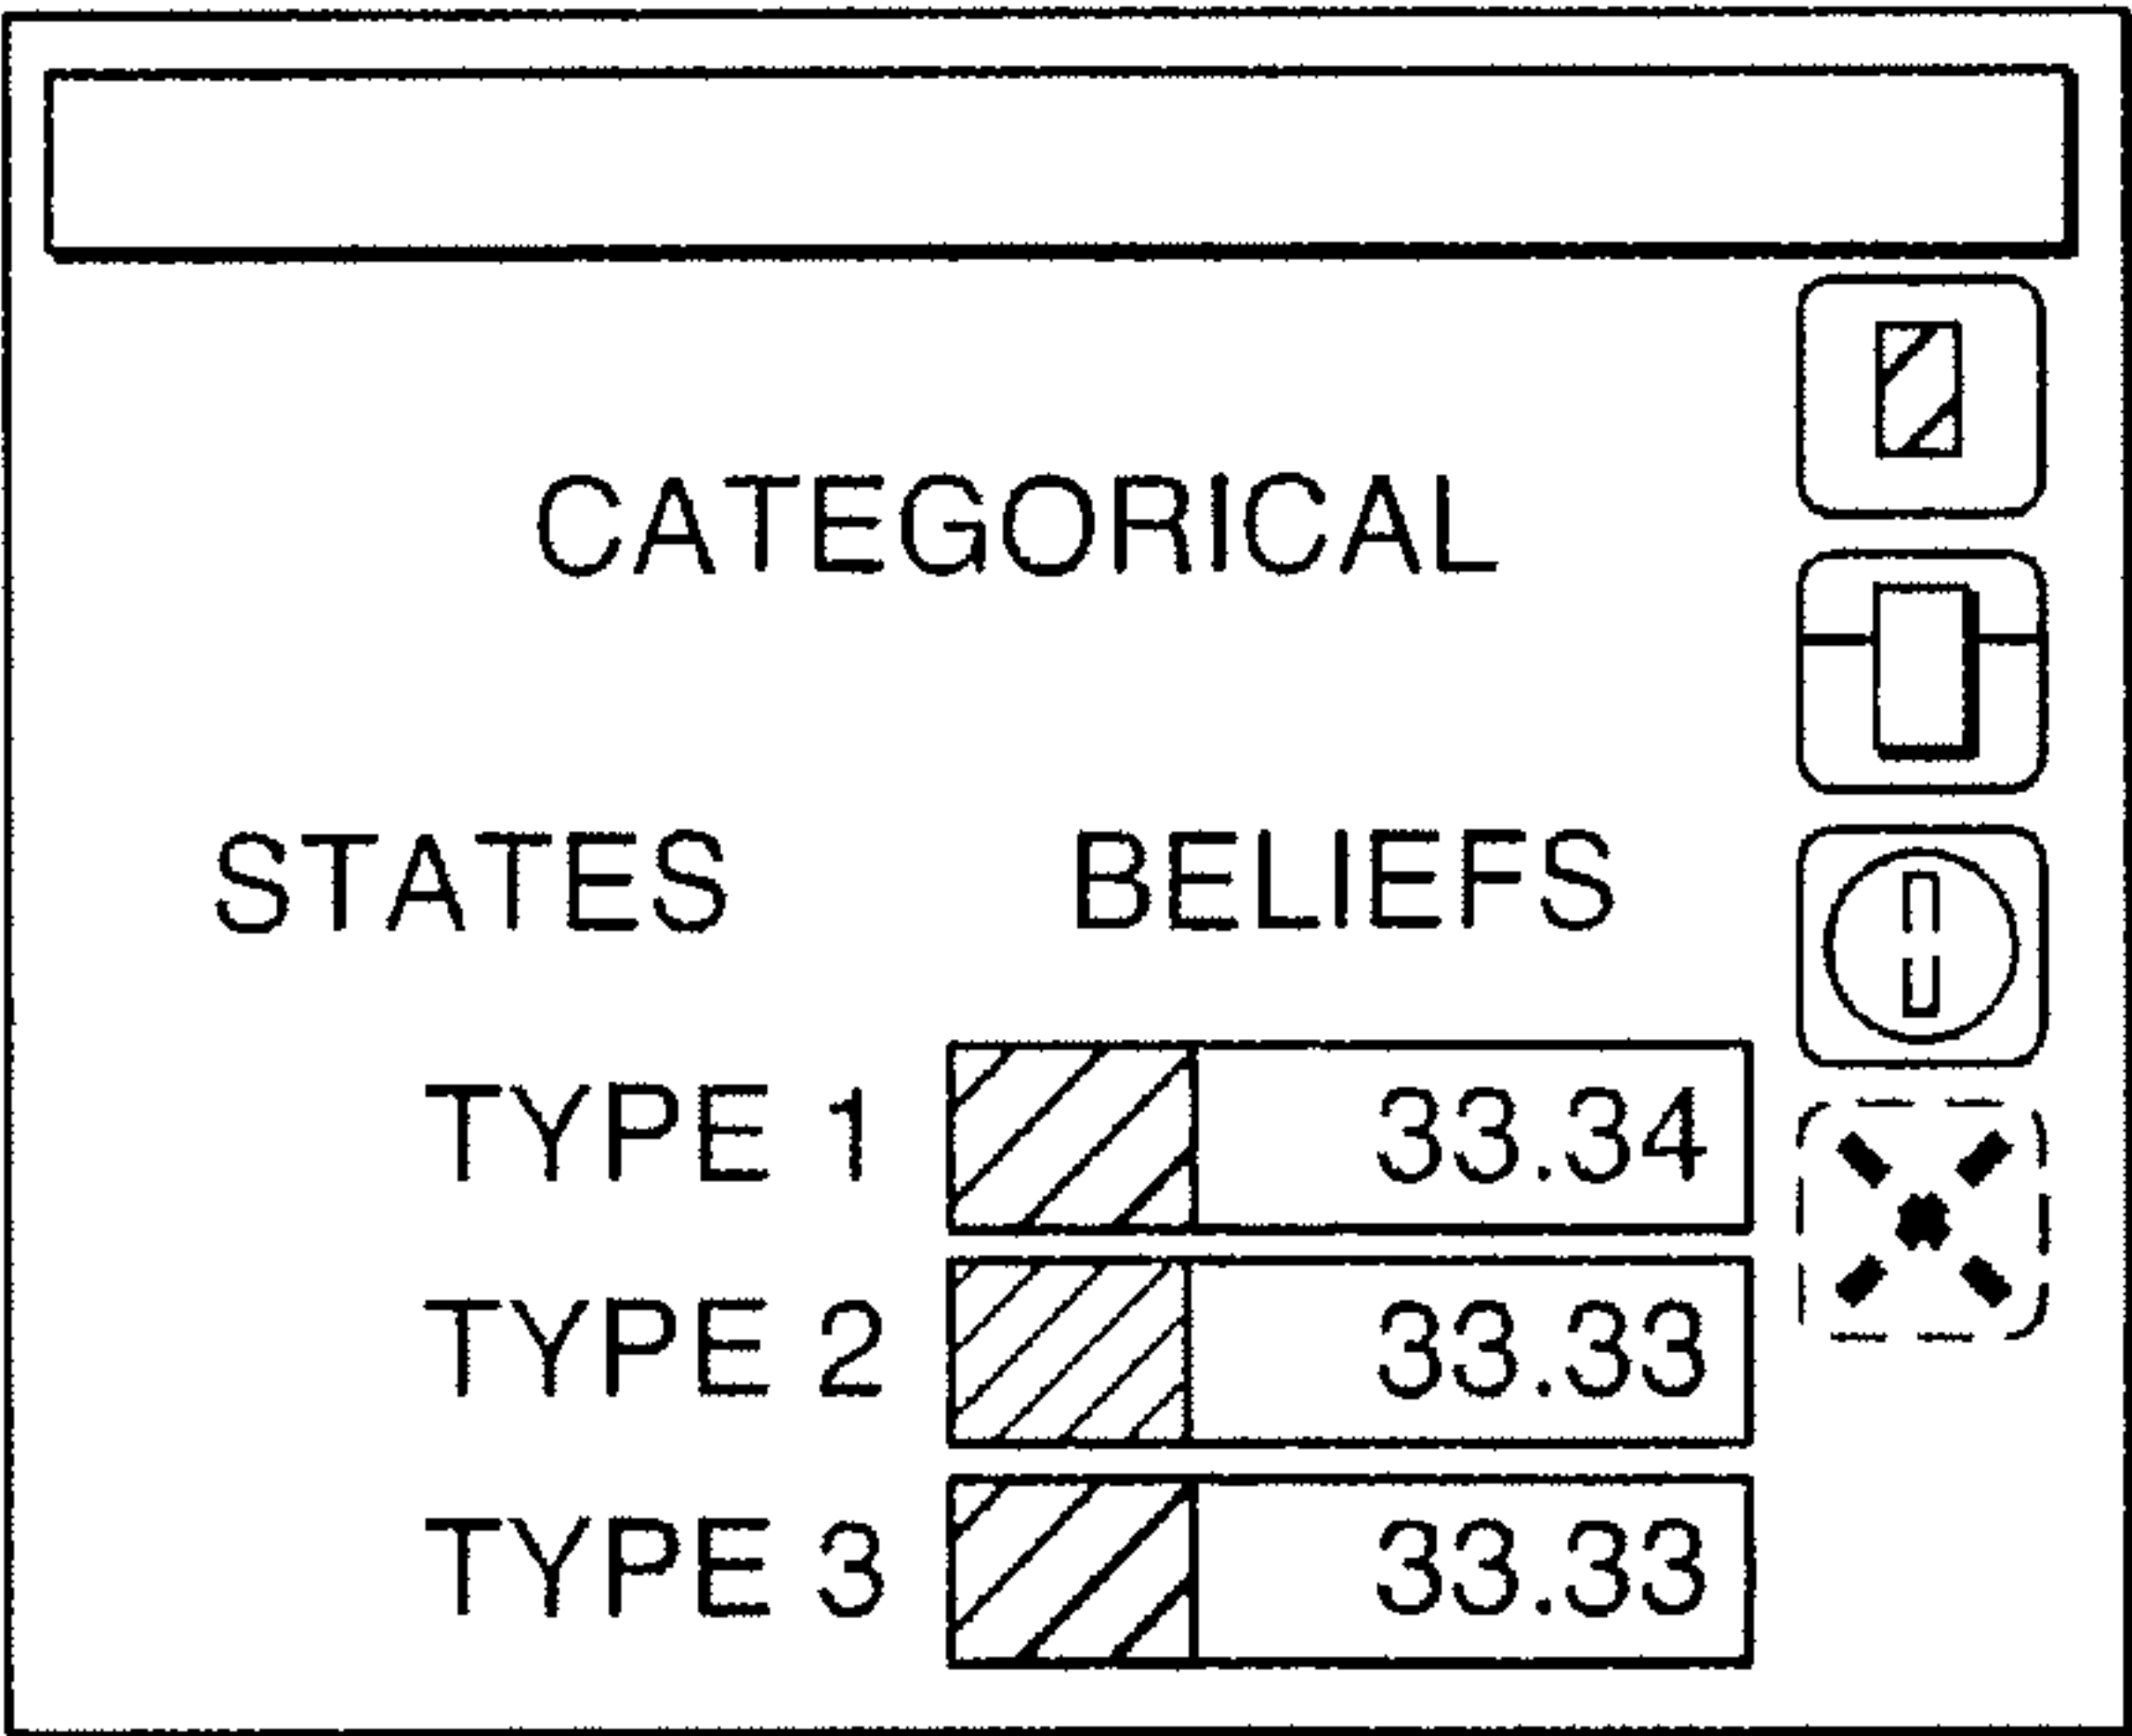 CATEGORICAL
STATES BELIEFS
TYPE 1 33.34
TYPE 2 33.33
TYPE 3 33.33